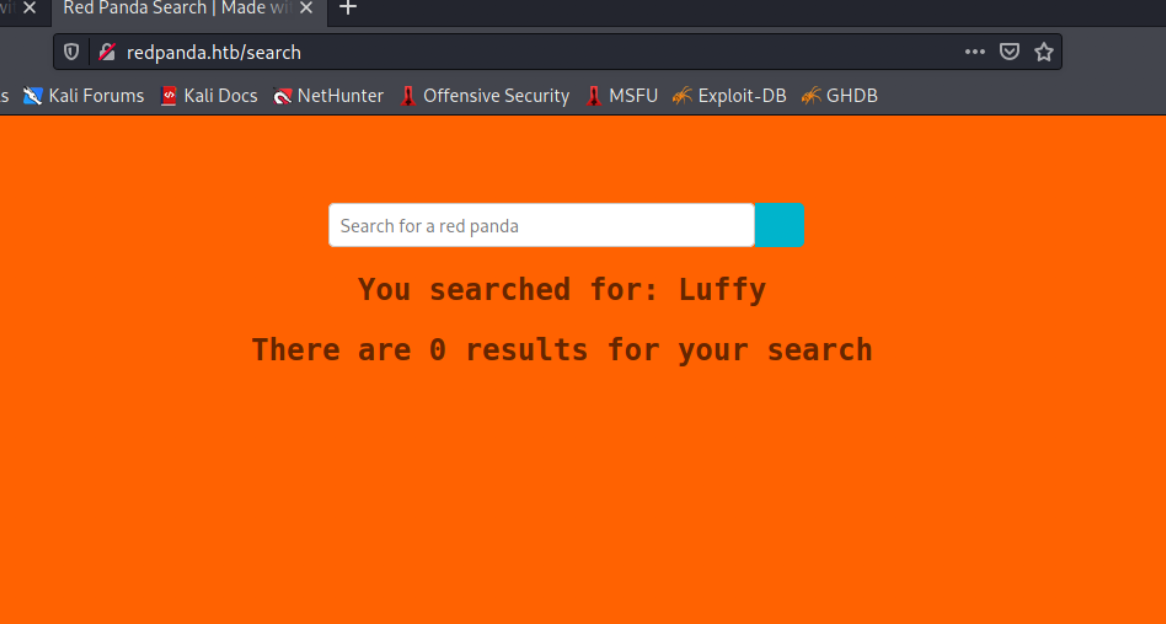 Red Panda Search | Made wi
redpanda.htb/search
s Kali Forums Kali Docs NetHunter Offensive Security MSFU Exploit-DB GHDB
Search for a red panda
You searched for: Luffy
There are 0 results for your search